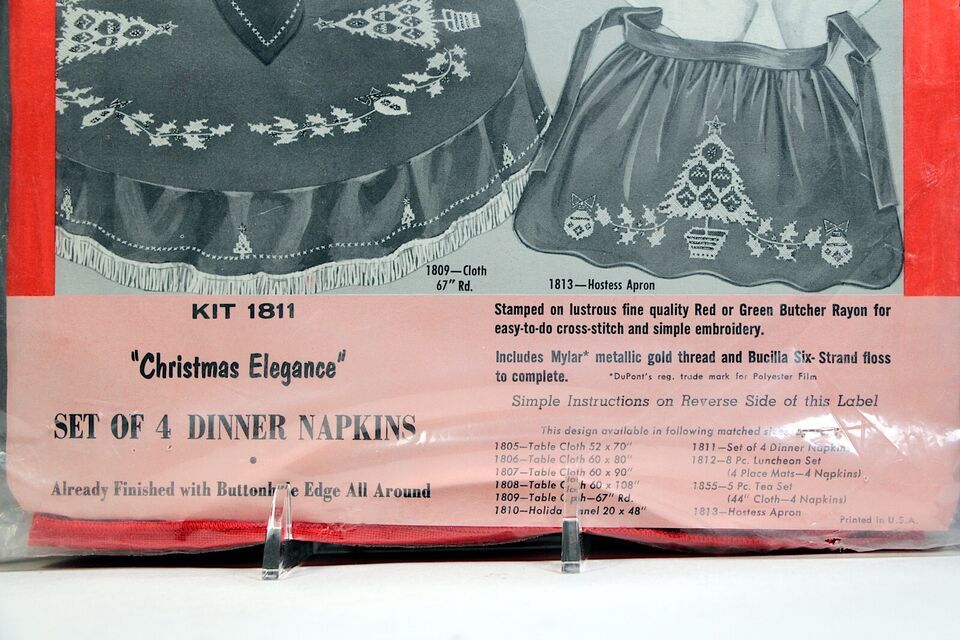 1809—Cloth
67" Rd.
1813—Hostess Apron
KIT 1811
"Christmas Elegance"
SET OF 4 DINNER NAPKINS
Already Finished with Buttonhole Edge All Around
Stamped on lustrous fine quality Red or Green Butcher Rayon for
easy-to-do cross-stitch and simple embroidery.
Includes Mylar* metallic gold thread and Bucilla Six-Strand floss
to complete. *DuPont's reg. trade mark for Polyester Film
Simple Instructions on Reverse Side of this Label
This design available in following matched
1805—Table Cloth 52 x 70"
1806—Table Cloth 60 x 80"
1807—Table Cloth 60 x 90"
1808—Table Cloth 60 x 108"
1809—Table Cloth—67" Rd.
1810—Holiday Panel 20 x 48"
1811—Set of 4 Dinner Napkins
1812—8 Pc. Luncheon Set
(4 Place Mats—4 Napkins)
1855—5 Pc. Tea Set
(44" Cloth—4 Napkins)
1813—Hostess Apron
Printed in U.S.A.